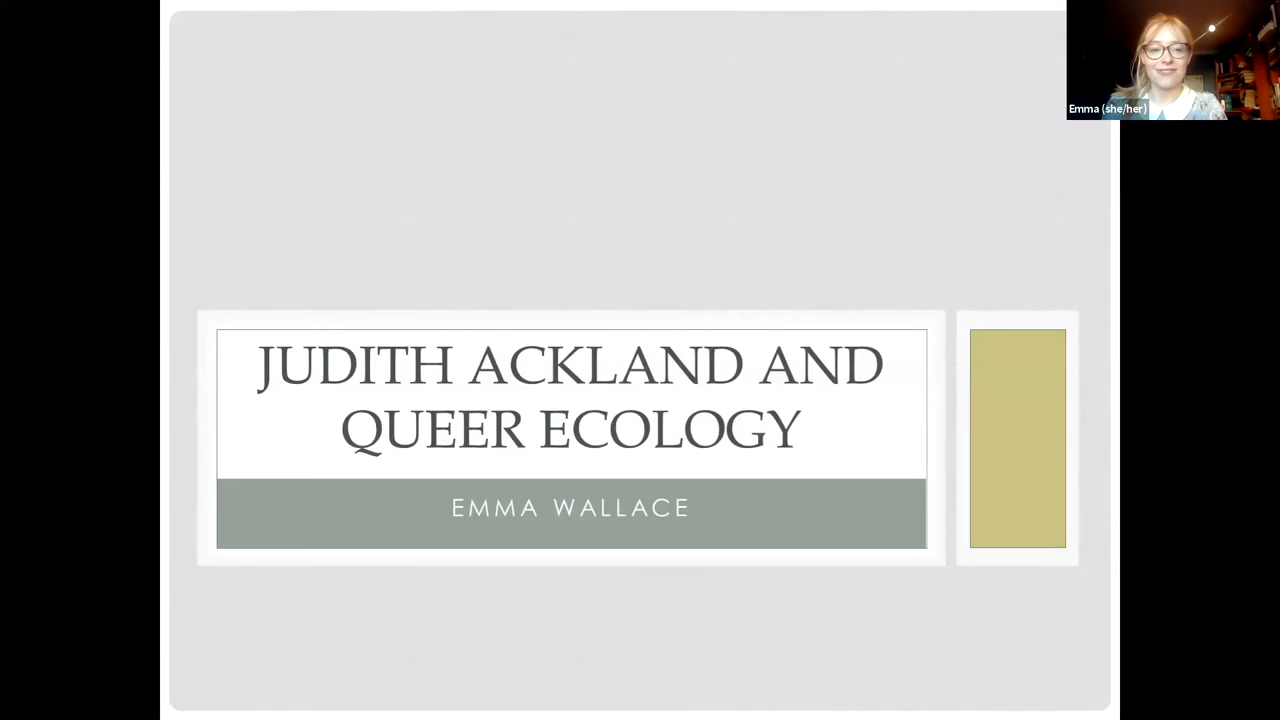 Emma (she/her)
JUDITH ACKLAND AND
QUEER ECOLOGY
EMMA WALLACE